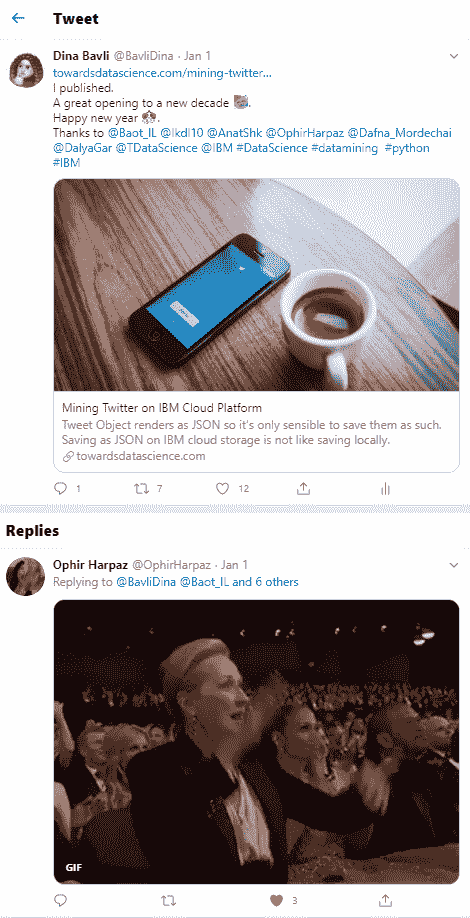 Tweet
Dina Bavli @BavliDina · Jan 1
towardsdatascience.com/mining-twitter...
I published.
A great opening to a new decade
Happy new year
Thanks to @Baot_IL @lkdl10 @AnatShk @OphirHarpaz @Dafna_Mordechai
@DalyaGar @TDataScience @IBM #DataScience #datamining #python
#IBM
Mining Twitter on IBM Cloud Platform
Tweet Object renders as JSON so it's only sensible to save them as such.
Saving as JSON on IBM cloud storage is not like saving locally.
towardsdatascience.com
1 7 12
Replies
Ophir Harpaz @OphirHarpaz · Jan 1
Replying to @BavliDina @Baot_IL and 6 others
GIF
3